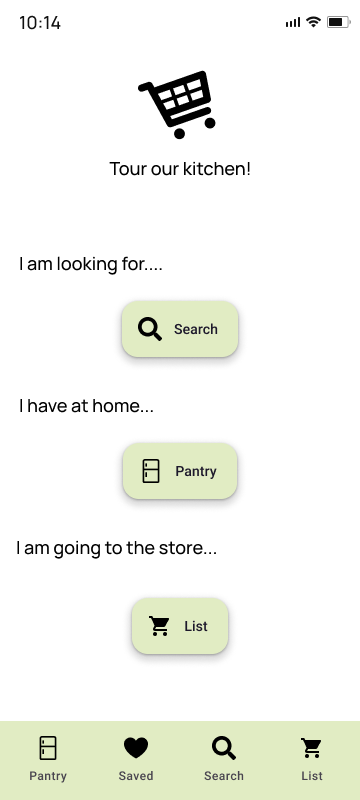 10:14
Tour our kitchen!
I am looking for....
Search
I have at home...
Pantry
I am going to the store...
List
Pantry Saved Search List